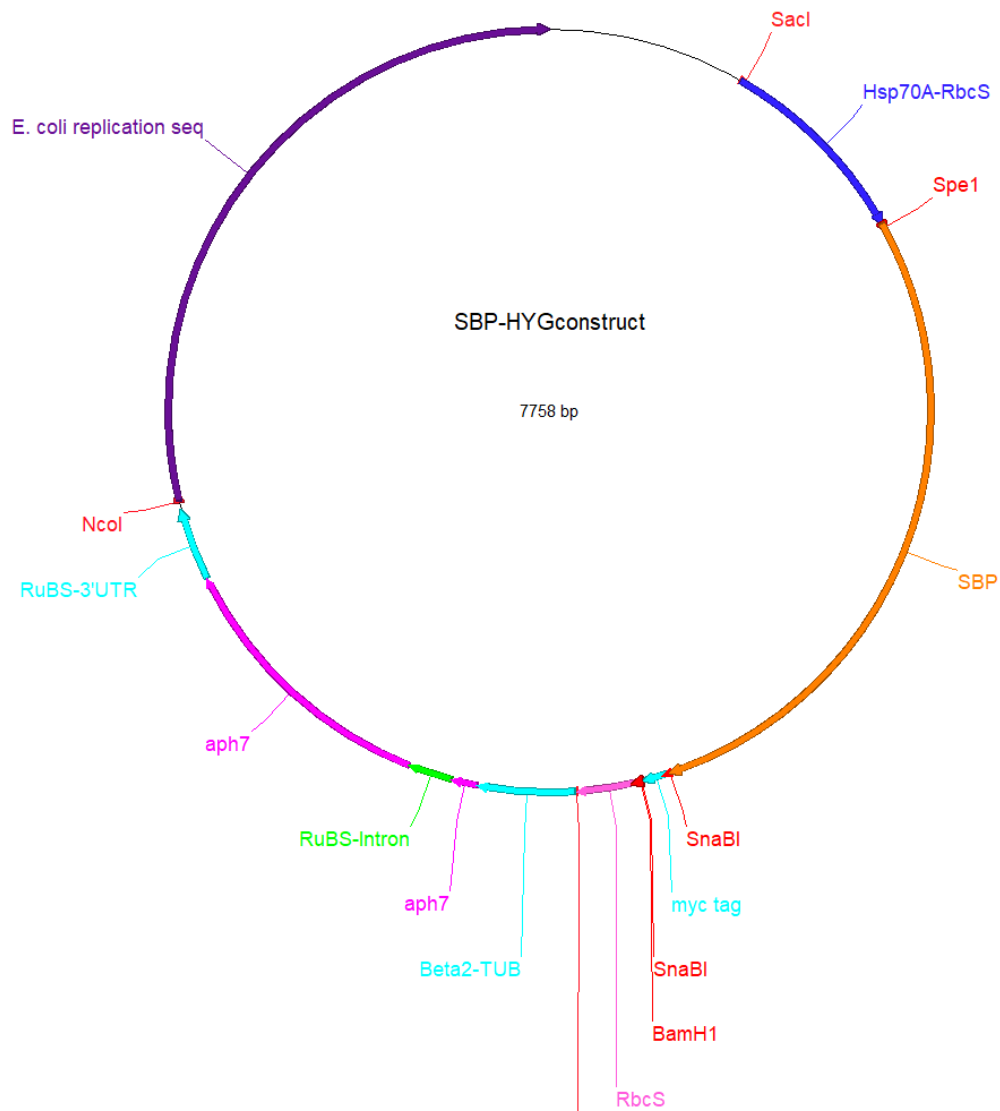 SacI
Hsp70A-RbcS
E. coli replication seq
Spe1
SBP-HYGconstruct
7758 bp
NcoI
SBP
RuBS-3'UTR
aph7
RuBS-Intron
SnaBI
aph7
myc tag
Beta2-TUB
SnaBI
BamH1
RbcS